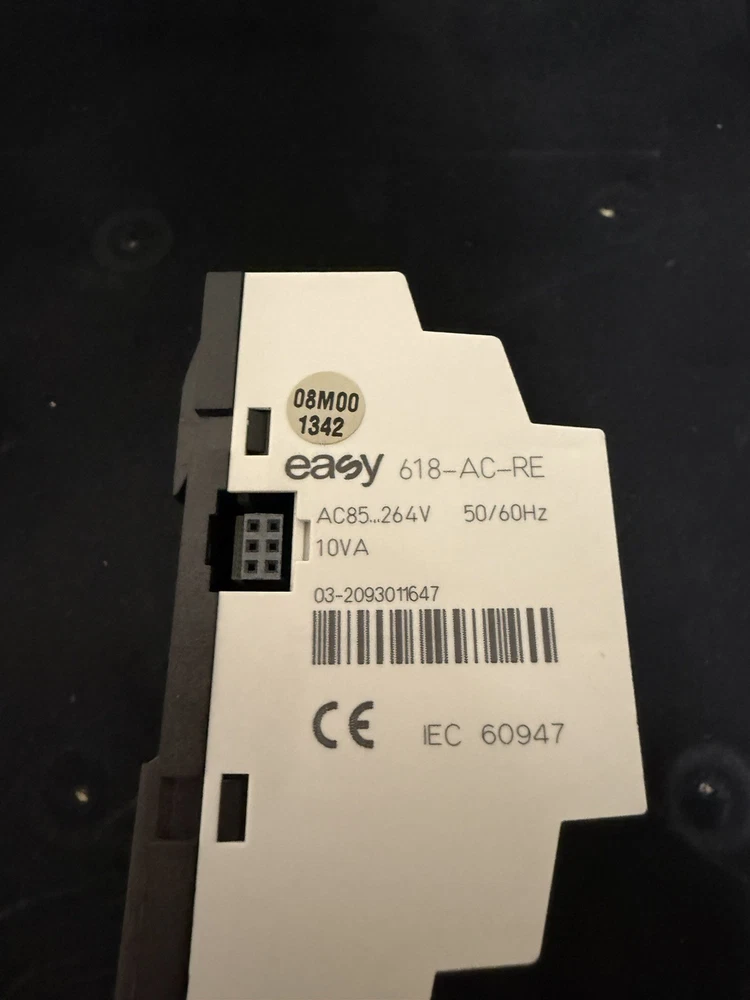 08M00
1342
easy 618-AC-RE
AC85...264V 50/60Hz
10VA
03-2093011647
CE IEC 60947